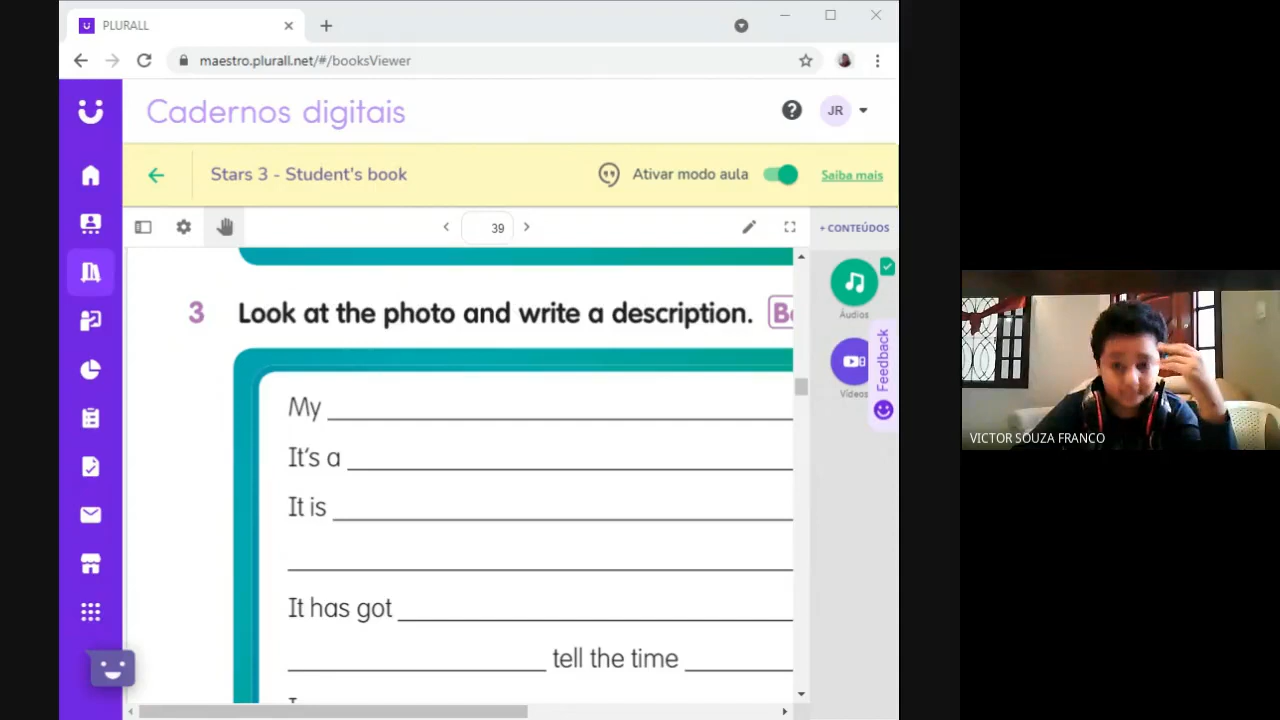 PLURALL
maestro.plurall.net/#/booksViewer
Cadernos digitais
JR
Stars 3 - Student's book
Ativar modo aula
Saiba mais
39
+ CONTEÚDOS
3 Look at the photo and write a description.
Áudios
Vídeos
Feedback
My
It's a
It is
It has got
tell the time
VICTOR SOUZA FRANCO